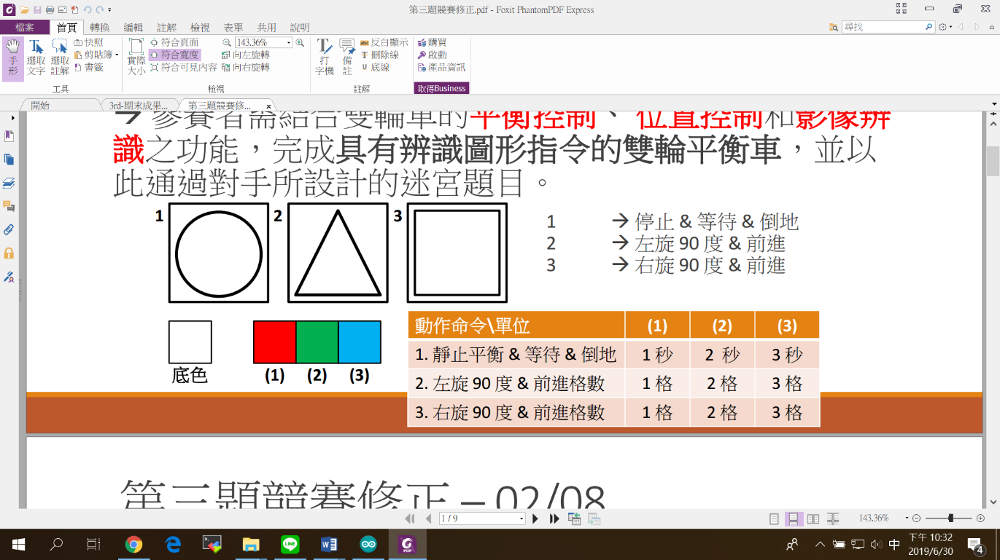 第三題競賽修正.pdf - Foxit PhantomPDF Express
檔案 首頁 轉換 編輯 註解 檢視 表單 共用 說明 尋找
手形 選取文字 選取註解 快照 剪貼簿 書籤
工具
實際大小 符合頁面 符合寬度 符合可見內容 143.36% 向左旋轉 向右旋轉
檢視
打字機 備註 反白顯示 刪除線 底線
註解
購買 啟動 產品資訊
取得Business
開始 3rd-期末成果... 第三題競賽修... ×
→ 參賽者需結合雙輪車的平衡控制、位置控制和影像辨
識之功能，完成具有辨識圖形指令的雙輪平衡車，並以
此通過對手所設計的迷宮題目。
1 2 3
1 → 停止 & 等待 & 倒地
2 → 左旋 90 度 & 前進
3 → 右旋 90 度 & 前進
底色 (1) (2) (3)
動作命令\單位 (1) (2) (3)
1. 靜止平衡 & 等待 & 倒地 1 秒 2 秒 3 秒
2. 左旋 90 度 & 前進格數 1 格 2 格 3 格
3. 右旋 90 度 & 前進格數 1 格 2 格 3 格
第三題競賽修正 – 02/08
1 / 9 143.36%
LINE W PDF 中 下午 10:32
2019/6/30 4